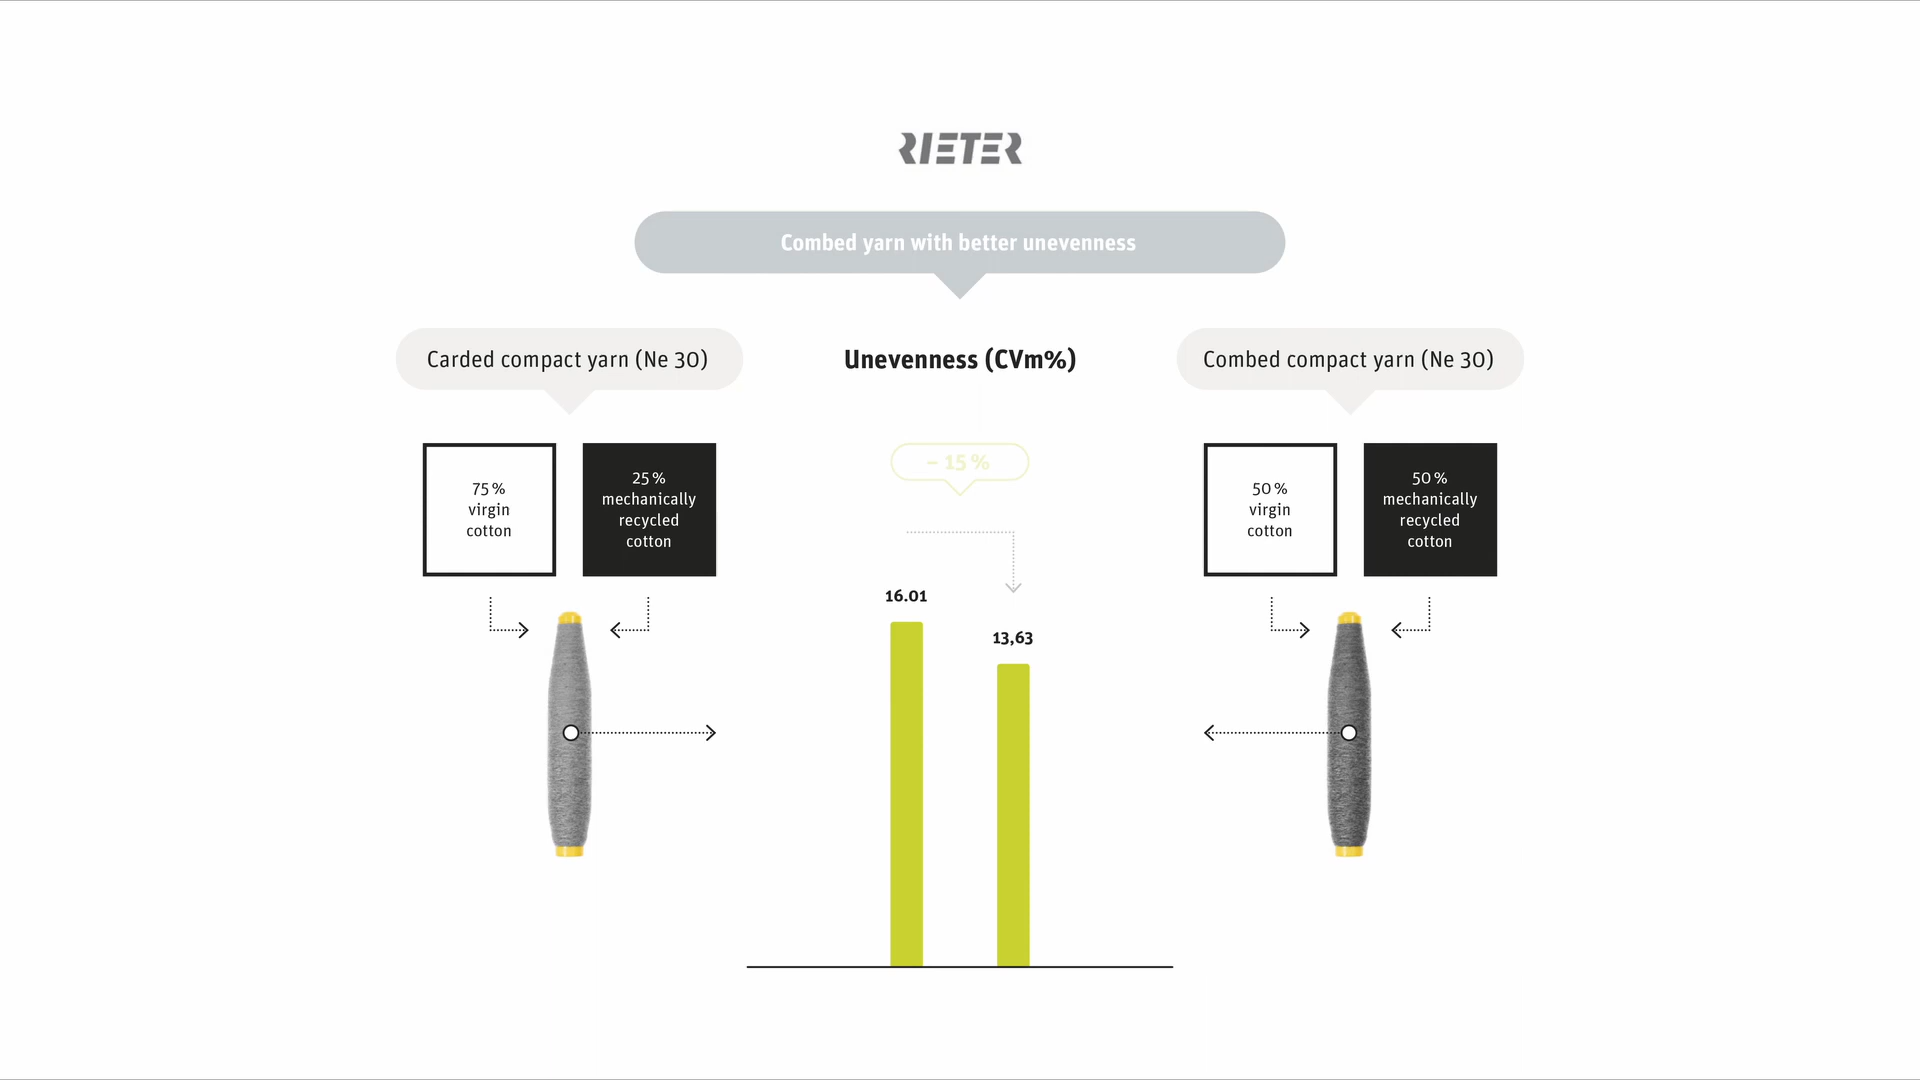 RIETER
Combed yarn with better unevenness
Carded compact yarn (Ne 30)
Unevenness (CVm%)
Combed compact yarn (Ne 30)
75 %
virgin
cotton
25 %
mechanically
recycled
cotton
– 15 %
50 %
virgin
cotton
50 %
mechanically
recycled
cotton
16.01
13,63